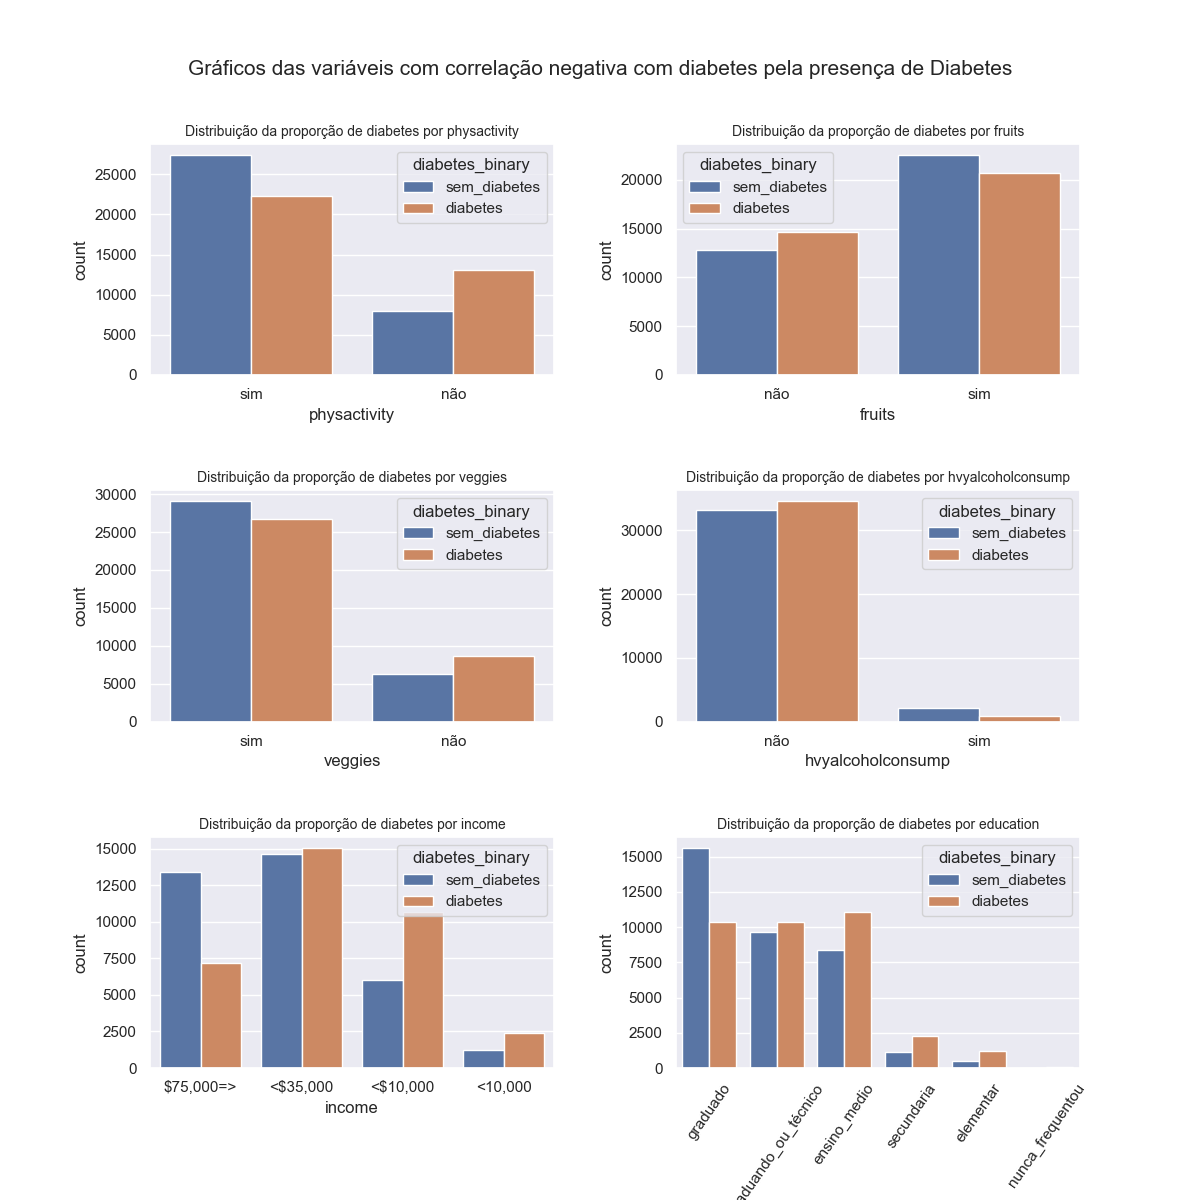 Gráficos das variáveis com correlação negativa com diabetes pela presença de Diabetes
Distribuição da proporção de diabetes por physactivity
count
25000
20000
15000
10000
5000
0
diabetes_binary
sem_diabetes
diabetes
sim
não
physactivity
Distribuição da proporção de diabetes por fruits
count
20000
15000
10000
5000
0
diabetes_binary
sem_diabetes
diabetes
não
sim
fruits
Distribuição da proporção de diabetes por veggies
count
30000
25000
20000
15000
10000
5000
0
diabetes_binary
sem_diabetes
diabetes
sim
não
veggies
Distribuição da proporção de diabetes por hvyalcoholconsump
count
30000
20000
10000
0
diabetes_binary
sem_diabetes
diabetes
não
sim
hvyalcoholconsump
Distribuição da proporção de diabetes por income
count
15000
12500
10000
7500
5000
2500
0
diabetes_binary
sem_diabetes
diabetes
$75,000=>
<$35,000
<$10,000
<10,000
income
Distribuição da proporção de diabetes por education
count
15000
12500
10000
7500
5000
2500
0
diabetes_binary
sem_diabetes
diabetes
graduado
aduando_ou_técnico
ensino_medio
secundaria
elementar
nunca_frequentou